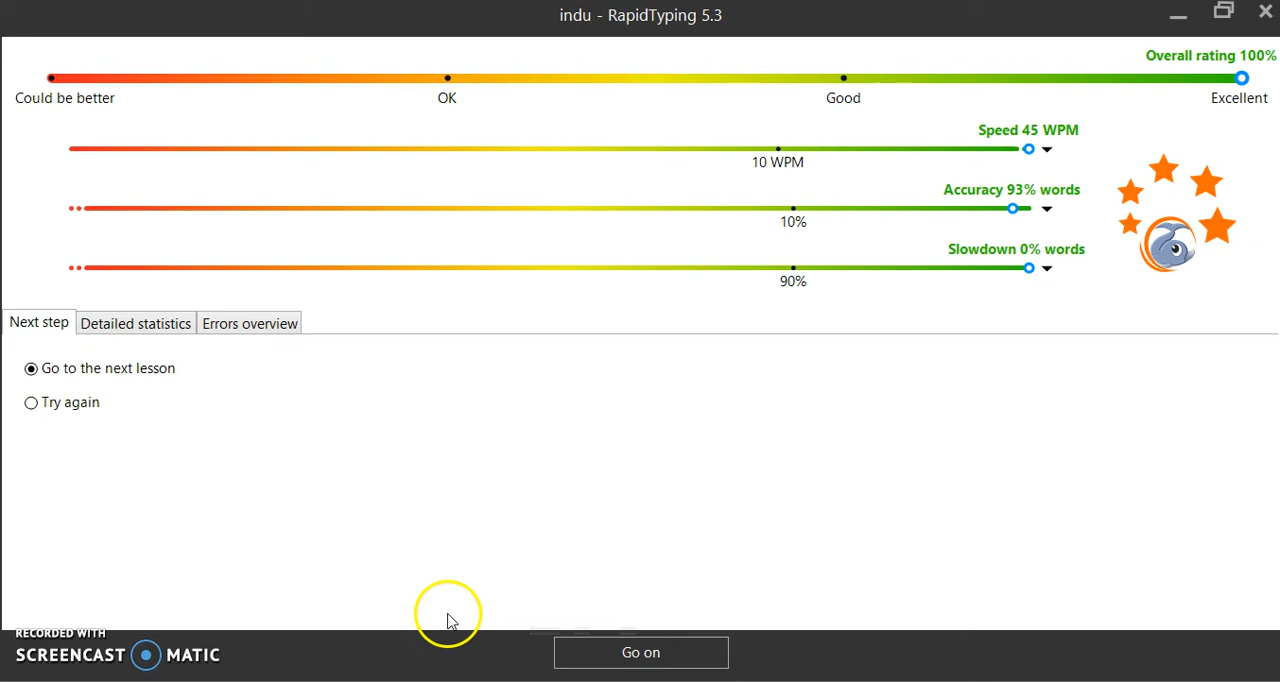 indu - RapidTyping 5.3
Overall rating 100%
Could be better OK Good Excellent
Speed 45 WPM
10 WPM
Accuracy 93% words
10%
Slowdown 0% words
90%
Next step Detailed statistics Errors overview
Go to the next lesson
Try again
RECORDED WITH
SCREENCAST MATIC
Go on